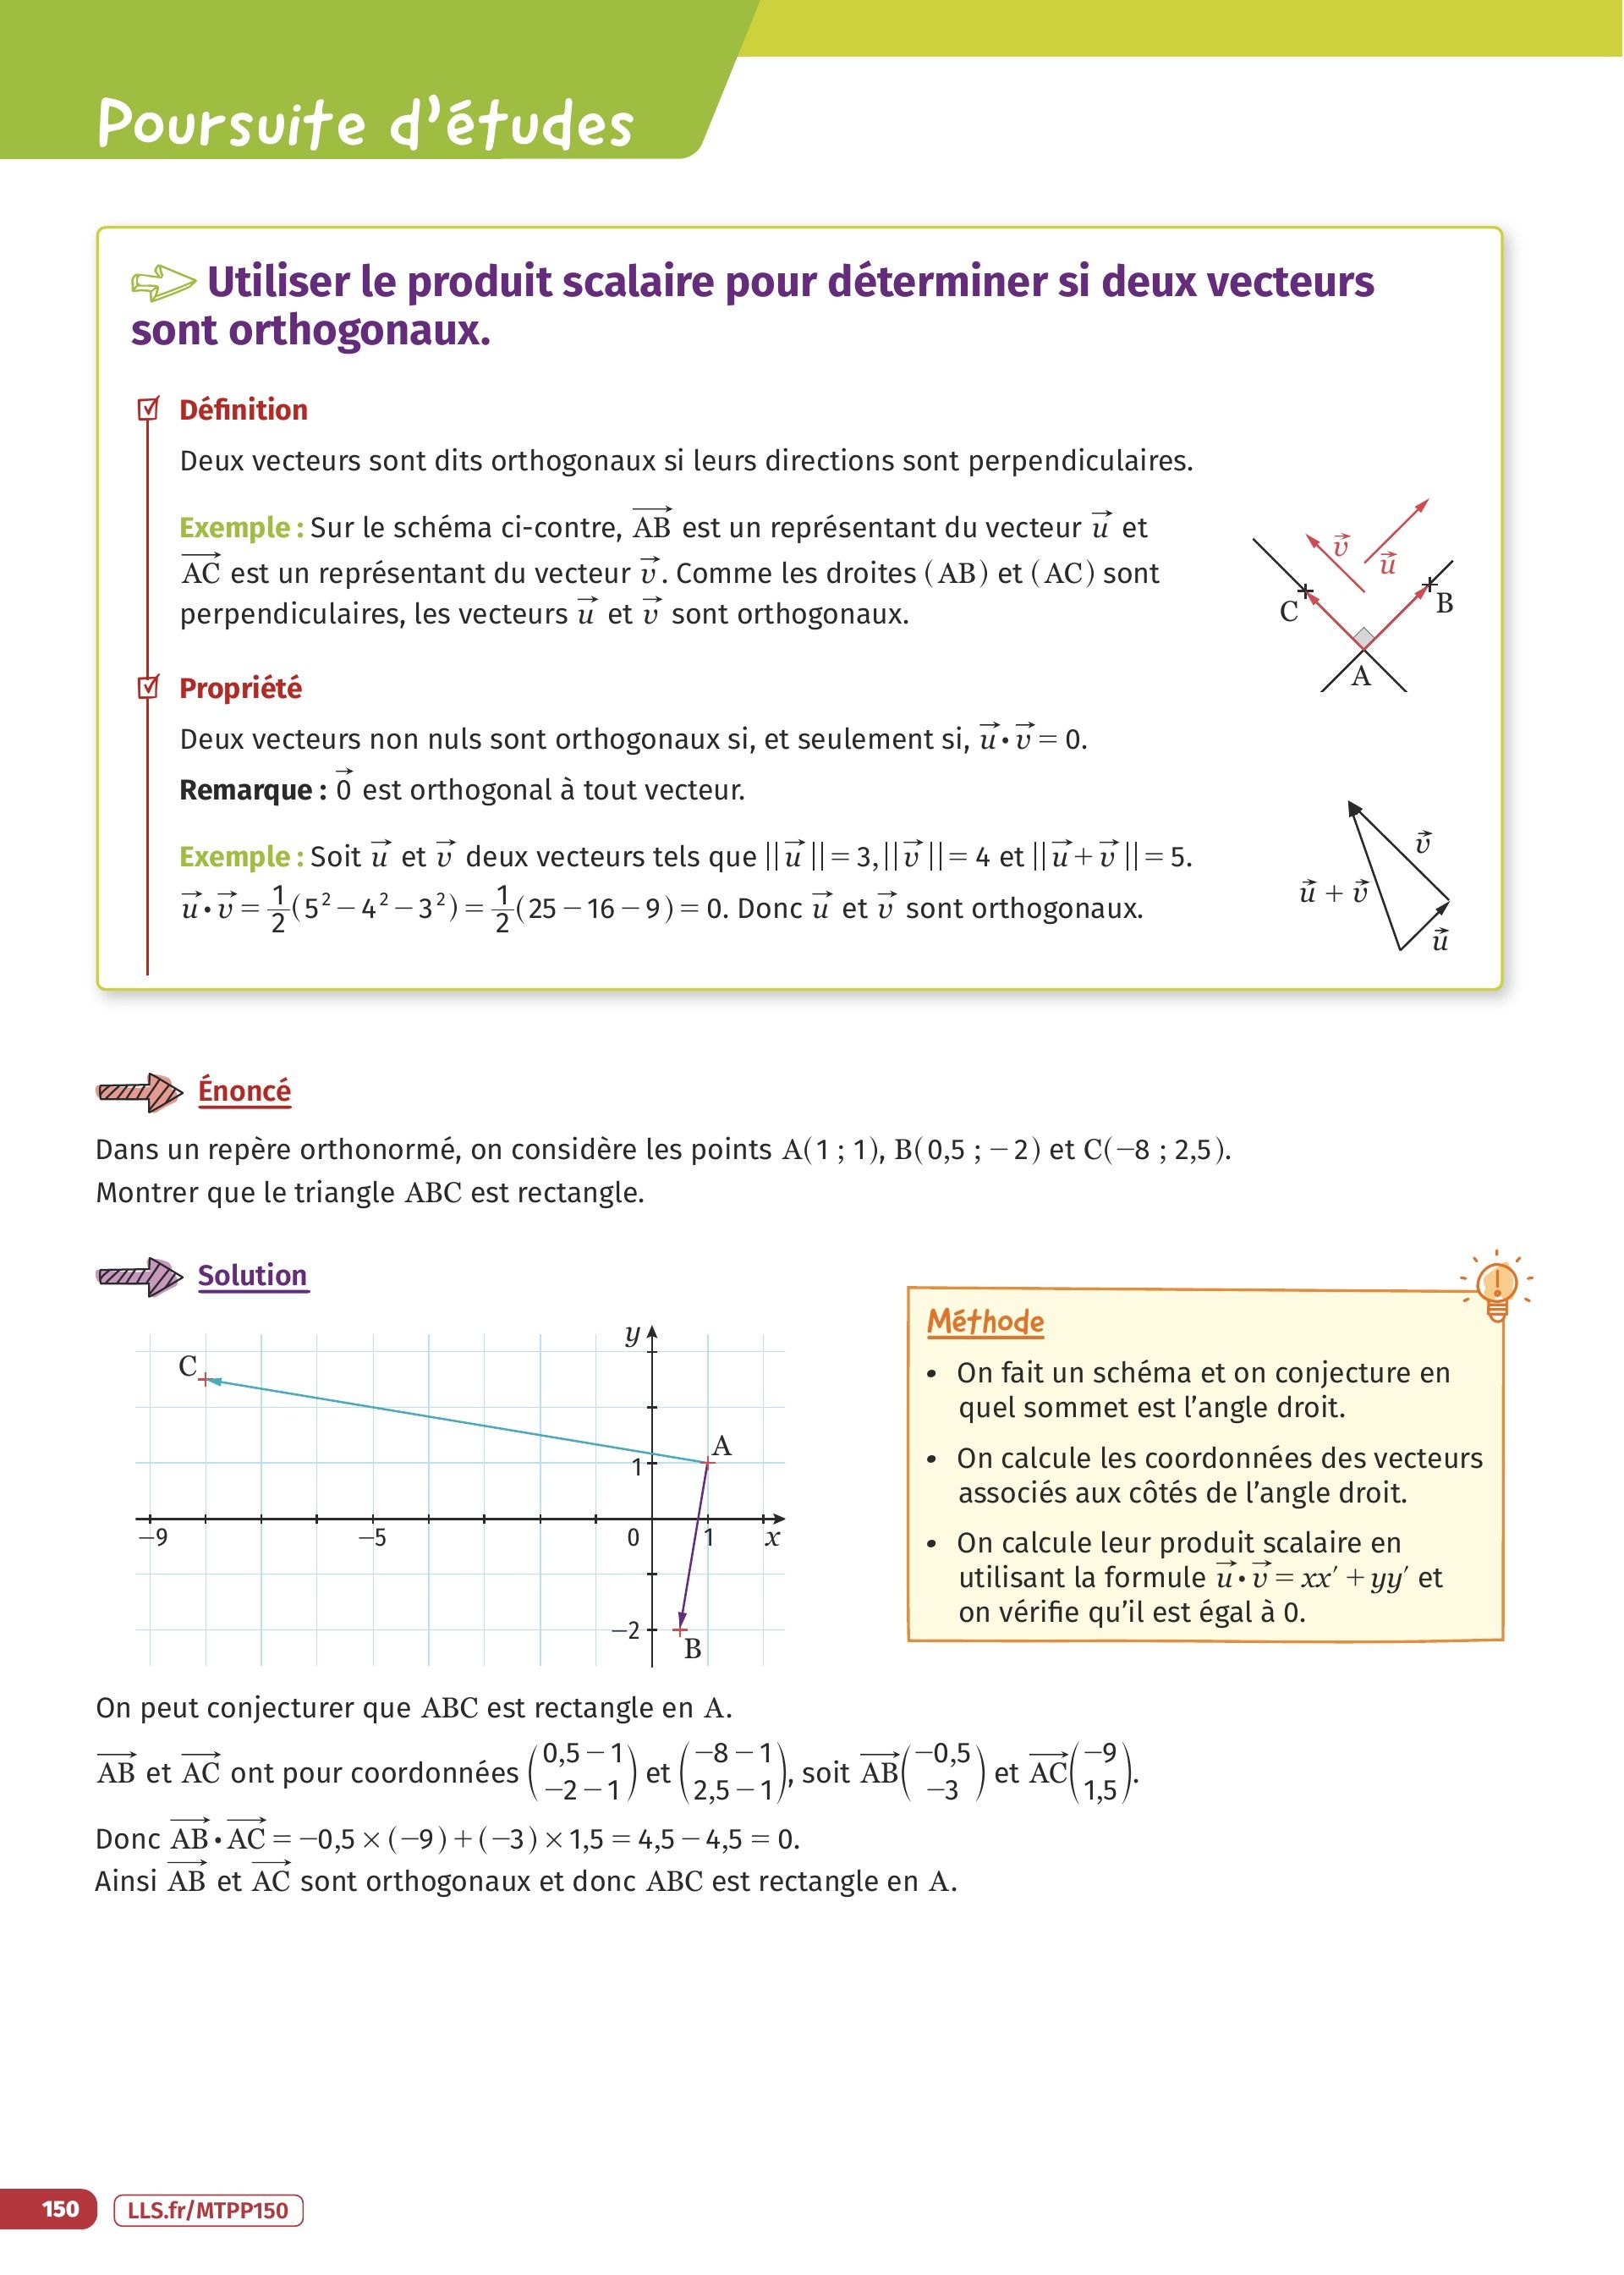 Poursuite d'études
Utiliser le produit scalaire pour déterminer si deux vecteurs
sont orthogonaux.
Définition
Deux vecteurs sont dits orthogonaux si leurs directions sont perpendiculaires.
Exemple : Sur le schéma ci-contre, $\overrightarrow{AB}$ est un représentant du vecteur $\vec{u}$ et
$\overrightarrow{AC}$ est un représentant du vecteur $\vec{v}$. Comme les droites (AB) et (AC) sont
perpendiculaires, les vecteurs $\vec{u}$ et $\vec{v}$ sont orthogonaux.
$\vec{v}$
$\vec{u}$
C
B
A
Propriété
Deux vecteurs non nuls sont orthogonaux si, et seulement si, $\vec{u} \cdot \vec{v} = 0$.
Remarque : $\vec{0}$ est orthogonal à tout vecteur.
Exemple : Soit $\vec{u}$ et $\vec{v}$ deux vecteurs tels que $||\vec{u}|| = 3, ||\vec{v}|| = 4$ et $||\vec{u} + \vec{v}|| = 5$.
$\vec{u} \cdot \vec{v} = \frac{1}{2}(5^2 - 4^2 - 3^2) = \frac{1}{2}(25 - 16 - 9) = 0$. Donc $\vec{u}$ et $\vec{v}$ sont orthogonaux.
$\vec{v}$
$\vec{u} + \vec{v}$
$\vec{u}$
Énoncé
Dans un repère orthonormé, on considère les points A(1 ; 1), B(0,5 ; −2) et C(−8 ; 2,5).
Montrer que le triangle ABC est rectangle.
Solution
y
C
A
1
−9
−5
0
1
x
−2
B
Méthode
• On fait un schéma et on conjecture en
quel sommet est l'angle droit.
• On calcule les coordonnées des vecteurs
associés aux côtés de l'angle droit.
• On calcule leur produit scalaire en
utilisant la formule $\vec{u} \cdot \vec{v} = xx' + yy'$ et
on vérifie qu'il est égal à 0.
On peut conjecturer que ABC est rectangle en A.
$\overrightarrow{AB}$ et $\overrightarrow{AC}$ ont pour coordonnées $\begin{pmatrix} 0,5 - 1 \\ -2 - 1 \end{pmatrix}$ et $\begin{pmatrix} -8 - 1 \\ 2,5 - 1 \end{pmatrix}$, soit $\overrightarrow{AB}\begin{pmatrix} -0,5 \\ -3 \end{pmatrix}$ et $\overrightarrow{AC}\begin{pmatrix} -9 \\ 1,5 \end{pmatrix}$.
Donc $\overrightarrow{AB} \cdot \overrightarrow{AC} = -0,5 \times (-9) + (-3) \times 1,5 = 4,5 - 4,5 = 0$.
Ainsi $\overrightarrow{AB}$ et $\overrightarrow{AC}$ sont orthogonaux et donc ABC est rectangle en A.
150
LLS.fr/MTPP150